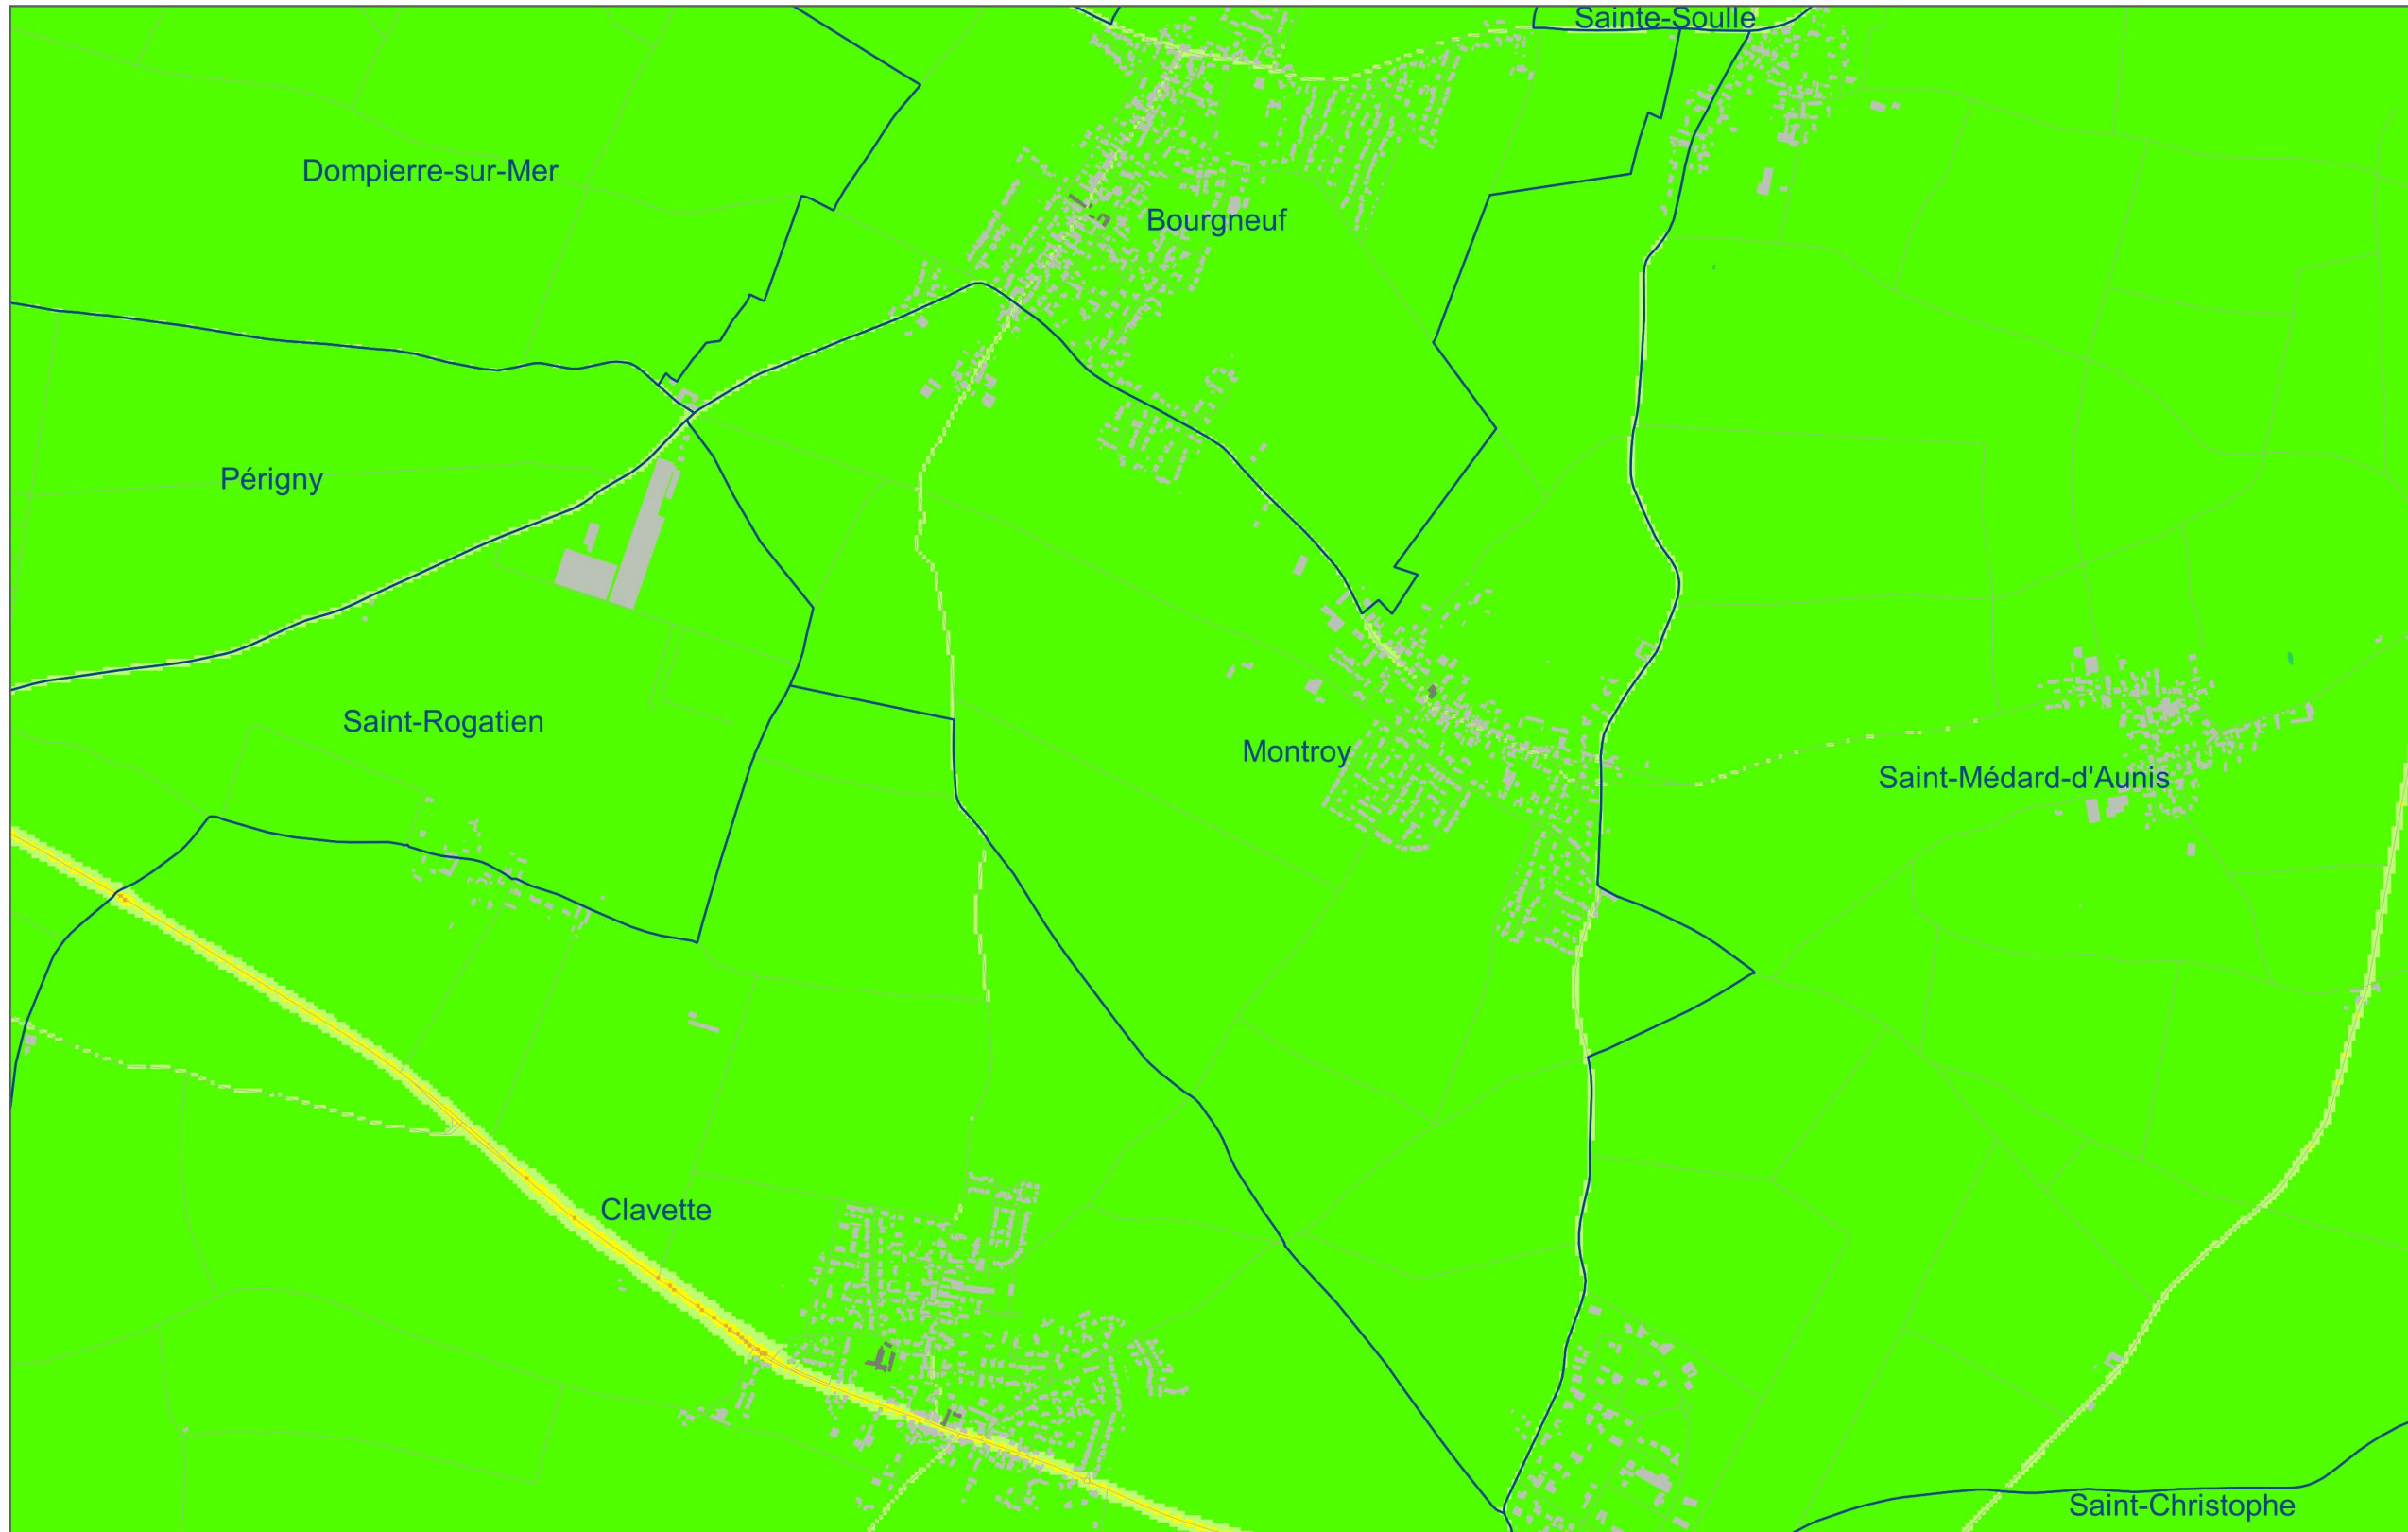 Sainte-Soulle
Dompierre-sur-Mer
Bourgneuf
Périgny
Saint-Rogatien
Montroy
Saint-Médard-d'Aunis
Clavette
Saint-Christophe